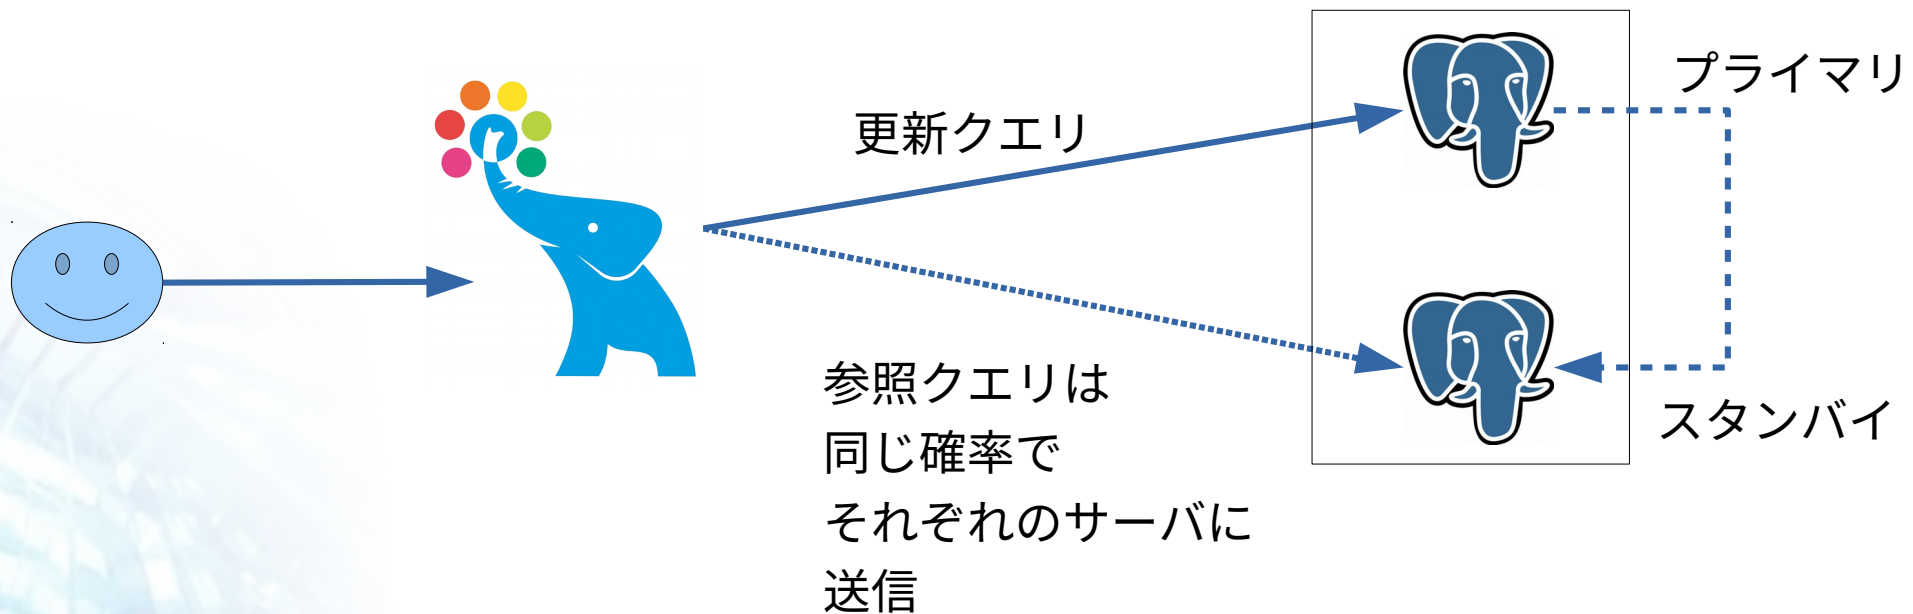 プライマリ
更新クエリ
参照クエリは
同じ確率で
それぞれのサーバに
送信
スタンバイ